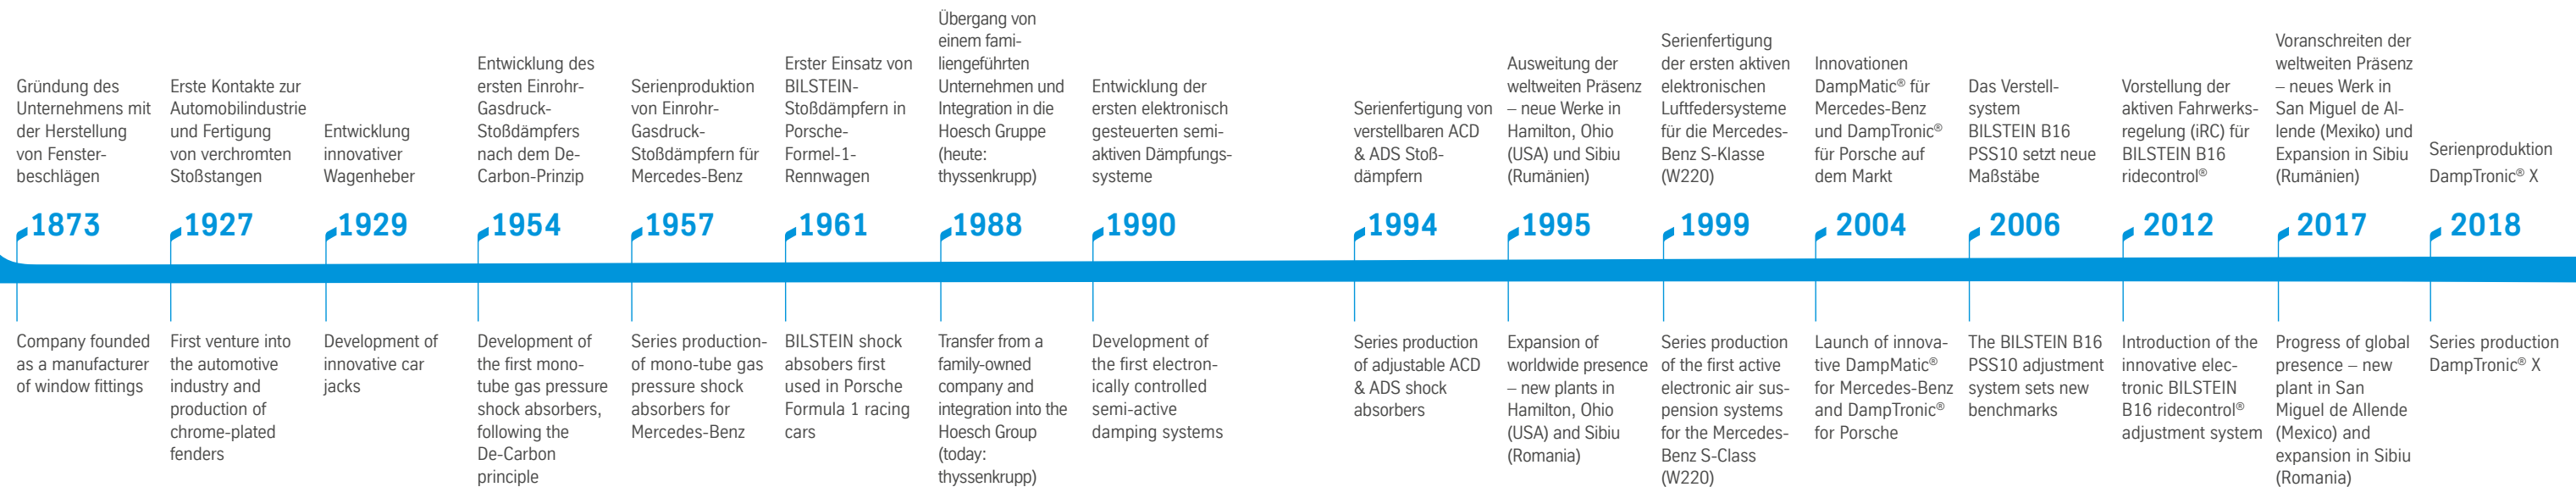 Gründung des
Unternehmens mit
der Herstellung
von Fenster-
beschlägen
Erste Kontakte zur
Automobilindustrie
und Fertigung
von verchromten
Stoßstangen
Entwicklung
innovativer
Wagenheber
Entwicklung des
ersten Einrohr-
Gasdruck-
Stoßdämpfers
nach dem De-
Carbon-Prinzip
Serienproduktion
von Einrohr-
Gasdruck-
Stoßdämpfern für
Mercedes-Benz
Erster Einsatz von
BILSTEIN-
Stoßdämpfern in
Porsche-
Formel-1-
Rennwagen
Übergang von
einem fami-
liengeführten
Unternehmen und
Integration in die
Hoesch Gruppe
(heute:
thyssenkrupp)
Entwicklung der
ersten elektronisch
gesteuerten semi-
aktiven Dämpfungs-
systeme
Serienfertigung von
verstellbaren ACD
& ADS Stoß-
dämpfern
Ausweitung der
weltweiten Präsenz
– neue Werke in
Hamilton, Ohio
(USA) und Sibiu
(Rumänien)
Serienfertigung
der ersten aktiven
elektronischen
Luftfedersysteme
für die Mercedes-
Benz S-Klasse
(W220)
Innovationen
DampMatic® für
Mercedes-Benz
und DampTronic®
für Porsche auf
dem Markt
Das Verstell-
system
BILSTEIN B16
PSS10 setzt neue
Maßstäbe
Vorstellung der
aktiven Fahrwerks-
regelung (iRC) für
BILSTEIN B16
ridecontrol®
Voranschreiten der
weltweiten Präsenz
– neues Werk in
San Miguel de Al-
lende (Mexiko) und
Expansion in Sibiu
(Rumänien)
Serienproduktion
DampTronic® X
1873
1927
1929
1954
1957
1961
1988
1990
1994
1995
1999
2004
2006
2012
2017
2018
Company founded
as a manufacturer
of window fittings
First venture into
the automotive
industry and
production of
chrome-plated
fenders
Development of
innovative car
jacks
Development of
the first mono-
tube gas pressure
shock absorbers,
following the
De-Carbon
principle
Series production-
of mono-tube gas
pressure shock
absorbers for
Mercedes-Benz
BILSTEIN shock
absobers first
used in Porsche
Formula 1 racing
cars
Transfer from a
family-owned
company and
integration into the
Hoesch Group
(today:
thyssenkrupp)
Development of
the first electron-
ically controlled
semi-active
damping systems
Series production
of adjustable ACD
& ADS shock
absorbers
Expansion of
worldwide presence
– new plants in
Hamilton, Ohio
(USA) and Sibiu
(Romania)
Series production
of the first active
electronic air sus-
pension systems
for the Mercedes-
Benz S-Class
(W220)
Launch of innova-
tive DampMatic®
for Mercedes-Benz
and DampTronic®
for Porsche
The BILSTEIN B16
PSS10 adjustment
system sets new
benchmarks
Introduction of the
innovative elec-
tronic BILSTEIN
B16 ridecontrol®
adjustment system
Progress of global
presence – new
plant in San
Miguel de Allende
(Mexico) and
expansion in Sibiu
(Romania)
Series production
DampTronic® X